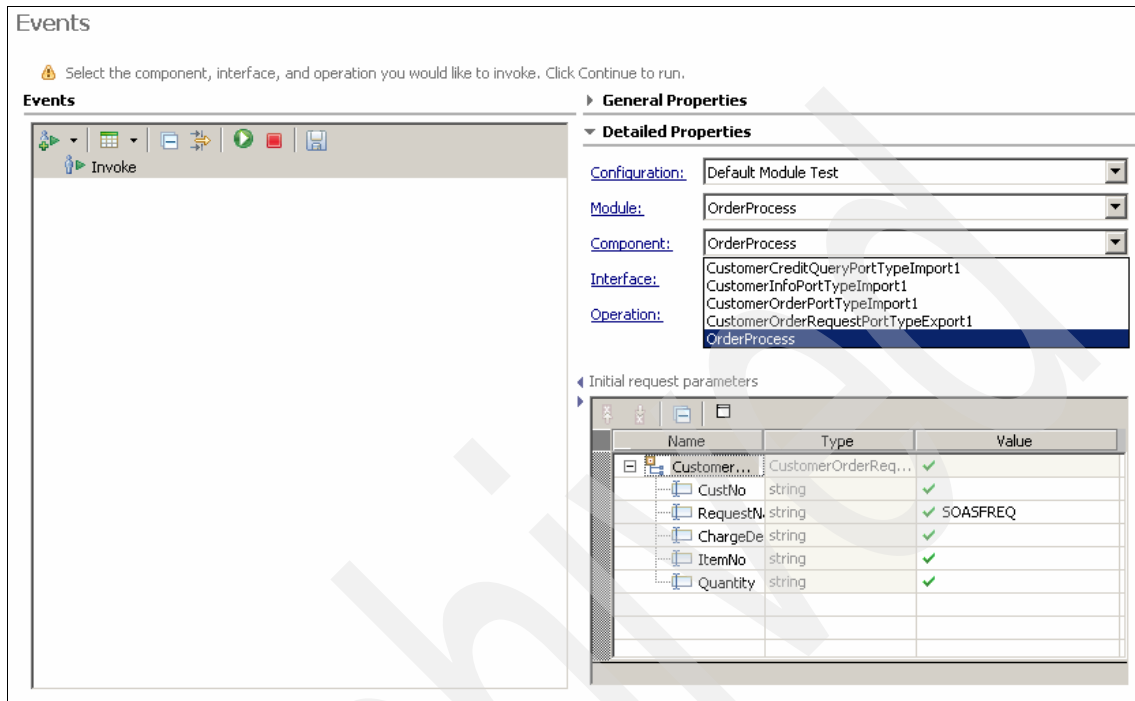 Events
Select the component, interface, and operation you would like to invoke. Click Continue to run.
Events
Invoke
General Properties
Detailed Properties
Configuration: Default Module Test
Module: OrderProcess
Component: OrderProcess
CustomerCreditQueryPortTypeImport1
CustomerInfoPortTypeImport1
CustomerOrderPortTypeImport1
CustomerOrderRequestPortTypeExport1
OrderProcess
Interface:
Operation:
Initial request parameters
Name Type Value
Customer... CustomerOrderReq...
CustNo string
RequestN string SOASFREQ
ChargeDe string
ItemNo string
Quantity string